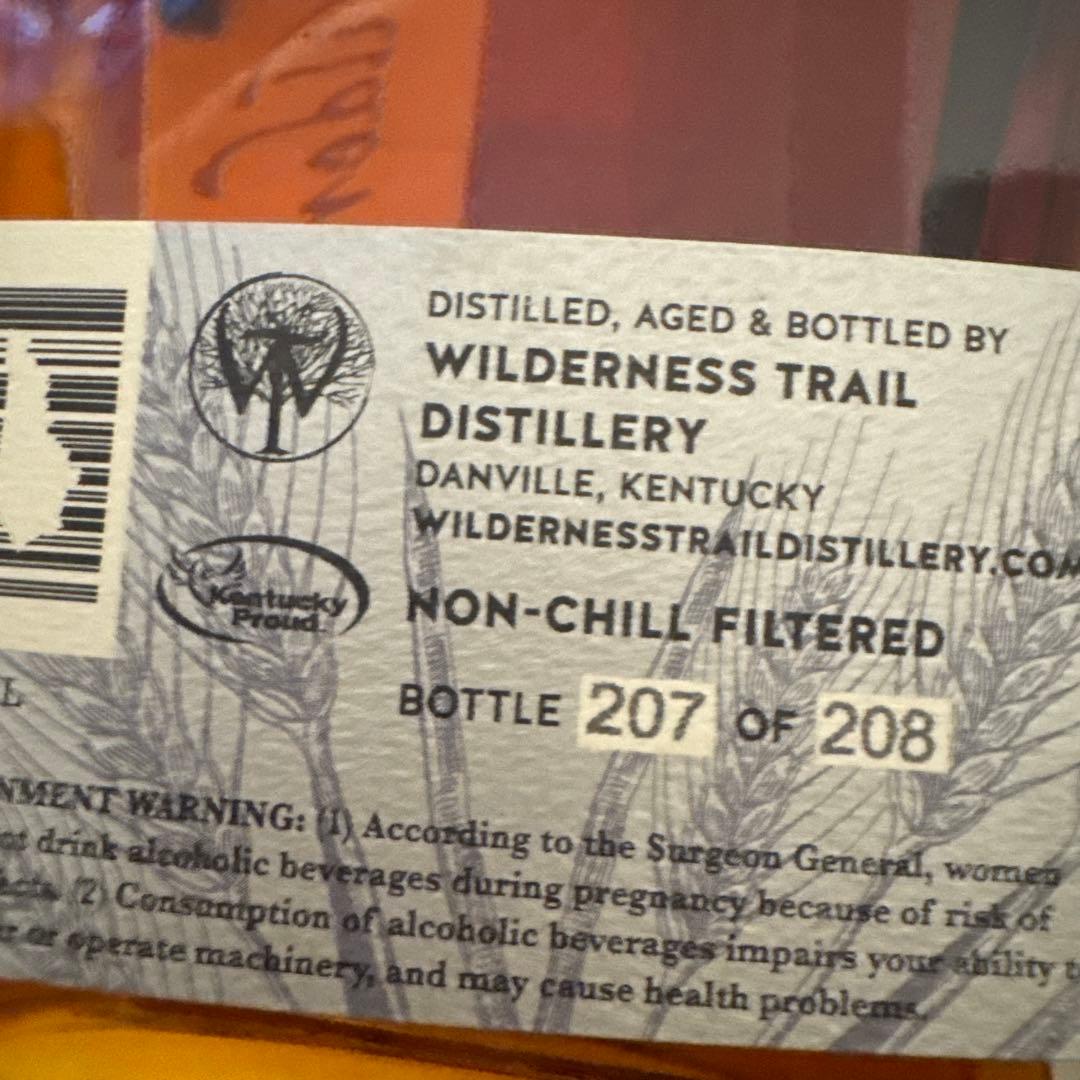 DISTILLED, AGED & BOTTLED BY
WILDERNESS TRAIL
DISTILLERY
DANVILLE, KENTUCKY
WILDERNESSTRAILDISTILLERY.COM
Kentucky
Proud
NON-CHILL FILTERED
BOTTLE 207 OF 208
L
NMENT WARNING: (1) According to the Surgeon General, women
ot drink alcoholic beverages during pregnancy because of risk of
(2) Consumption of alcoholic beverages impairs your ability t
or operate machinery, and may cause health problems.